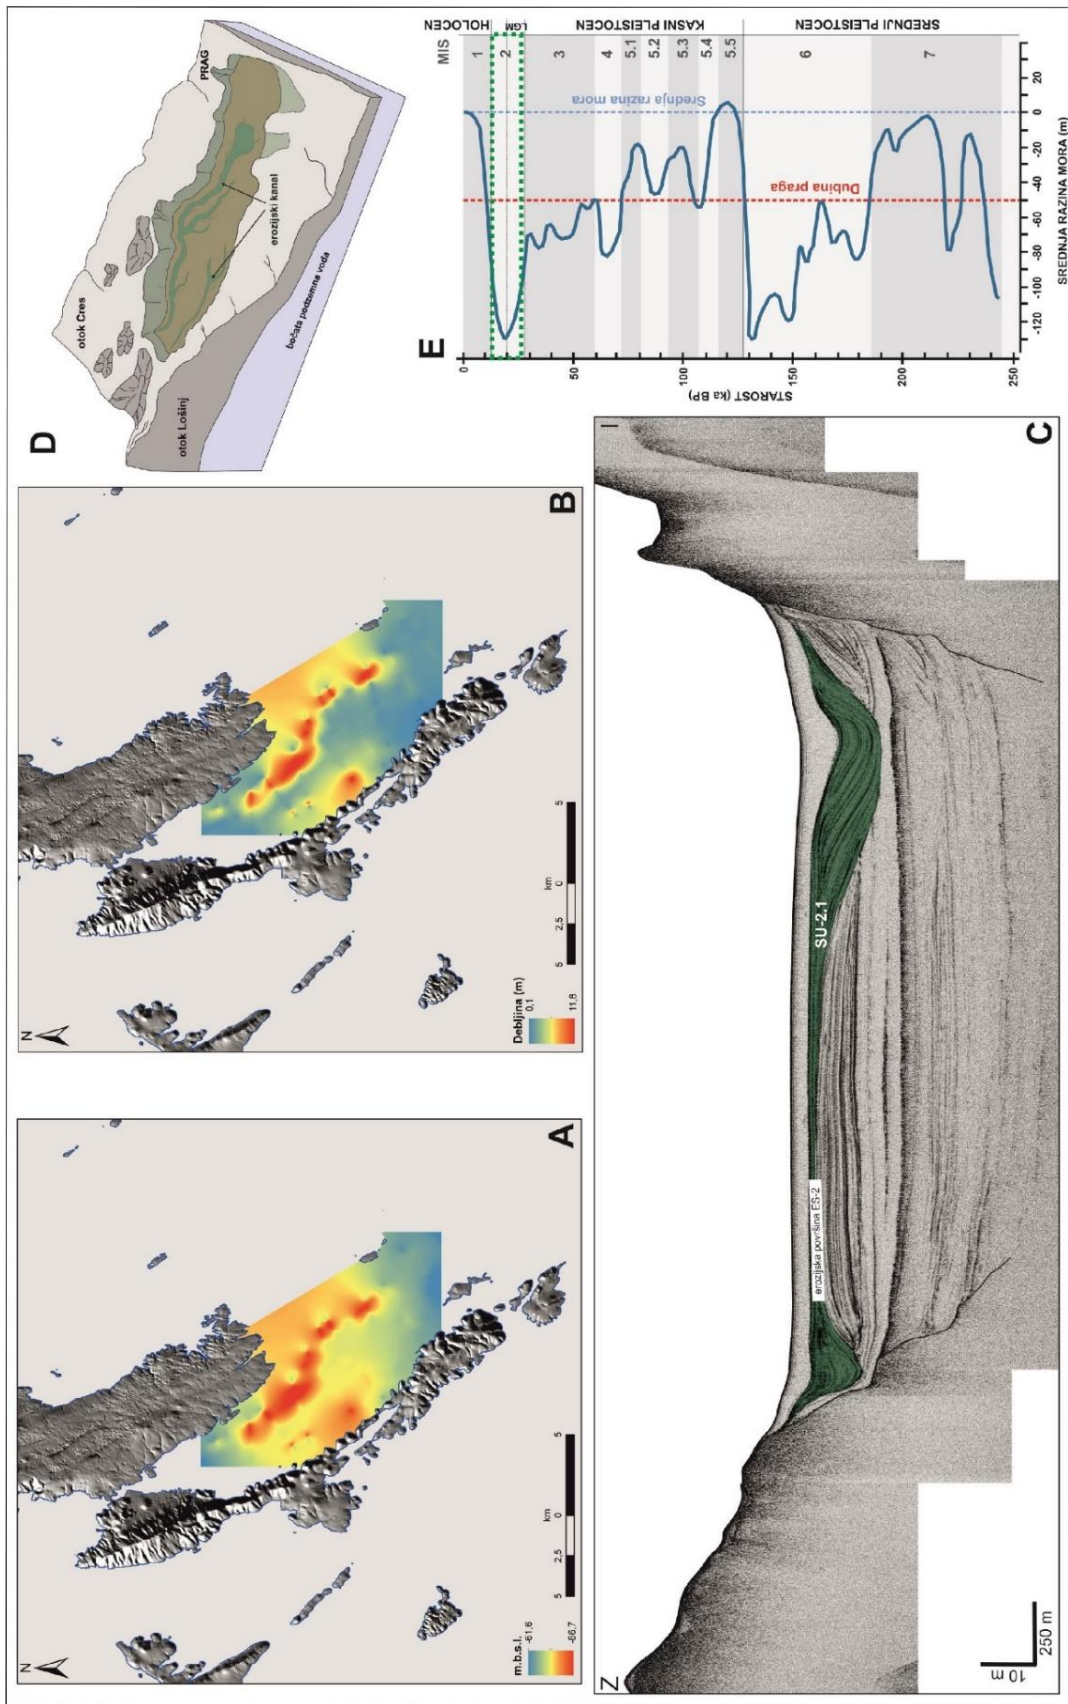 A
N
m.b.s.l.
-61,6
-86,7
5 2,5 0 5
km
B
N
Debljina (m)
0,1
11,8
5 2,5 0 5
km
C
Z
I
SU-2.1
erozijska površina ES-2
10 m
250 m
D
otok Cres
otok Lošinj
PRAG
erozijski kanal
bočata podzemna voda
E
MIS
HOLOCEN
LGM
KASNI PLEISTOCEN
SREDNJI PLEISTOCEN
1 2 3 4 5.1 5.2 5.3 5.4 5.5 6 7
Srednja razina mora
Dubina praga
20
0
-20
-40
-60
-80
-100
-120
SREDNJA RAZINA MORA (m)
0 50 100 150 200 250
STAROST (ka BP)